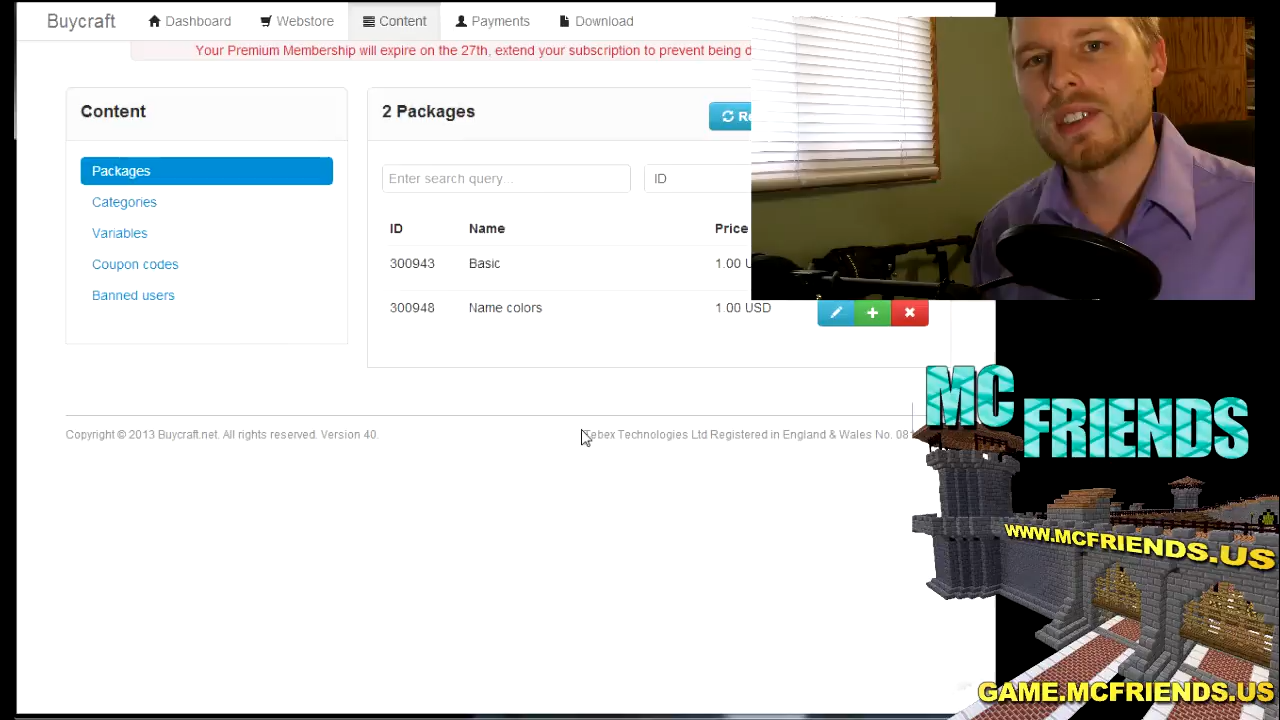 Buycraft Dashboard Webstore Content Payments Download
Your Premium Membership will expire on the 27th, extend your subscription to prevent being
Content
Packages
Categories
Variables
Coupon codes
Banned users
2 Packages
Enter search query... ID
ID Name Price
300943 Basic 1.00
300948 Name colors 1.00 USD
Copyright © 2013 Buycraft.net. All rights reserved. Version 40.
Tebex Technologies Ltd Registered in England & Wales No.
MC
FRIENDS
WWW.MCFRIENDS.US
GAME.MCFRIENDS.US